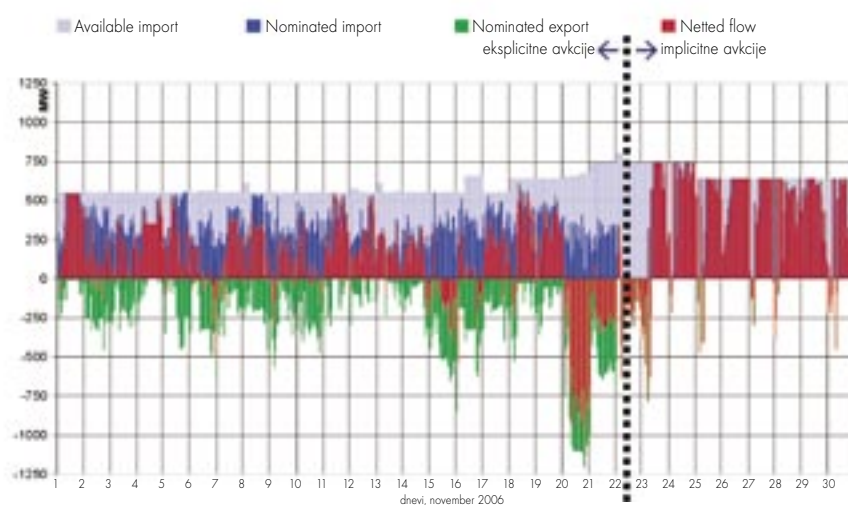 Available import Nominated import Nominated export Netted flow
eksplicitne avkcije implicitne avkcije
MW
1250
1000
750
500
250
0
-250
-500
-750
-1000
-1250
1 2 3 4 5 6 7 8 9 10 11 12 13 14 15 16 17 18 19 20 21 22 23 24 25 26 27 28 29 30
dnevi, november 2006